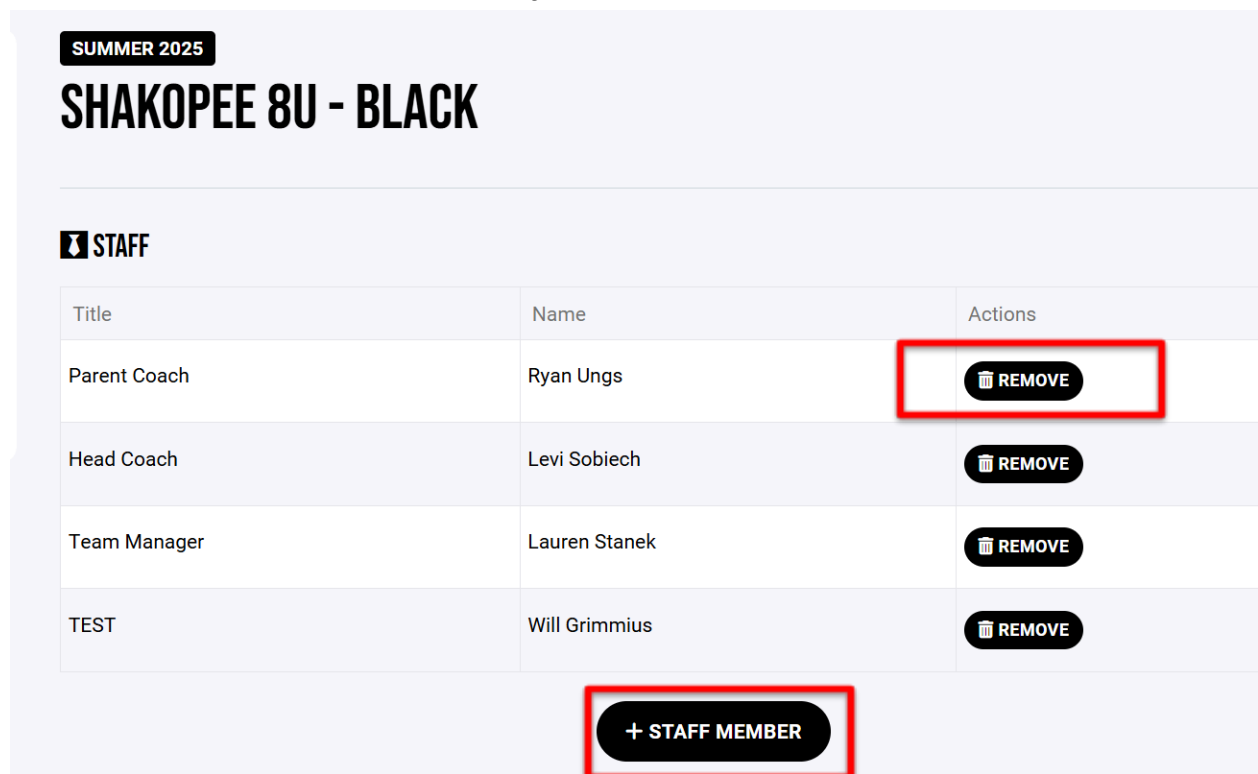 SUMMER 2025
SHAKOPEE 8U - BLACK
STAFF
Title Name Actions
Parent Coach Ryan Ungs REMOVE
Head Coach Levi Sobiech REMOVE
Team Manager Lauren Stanek REMOVE
TEST Will Grimmius REMOVE
+ STAFF MEMBER